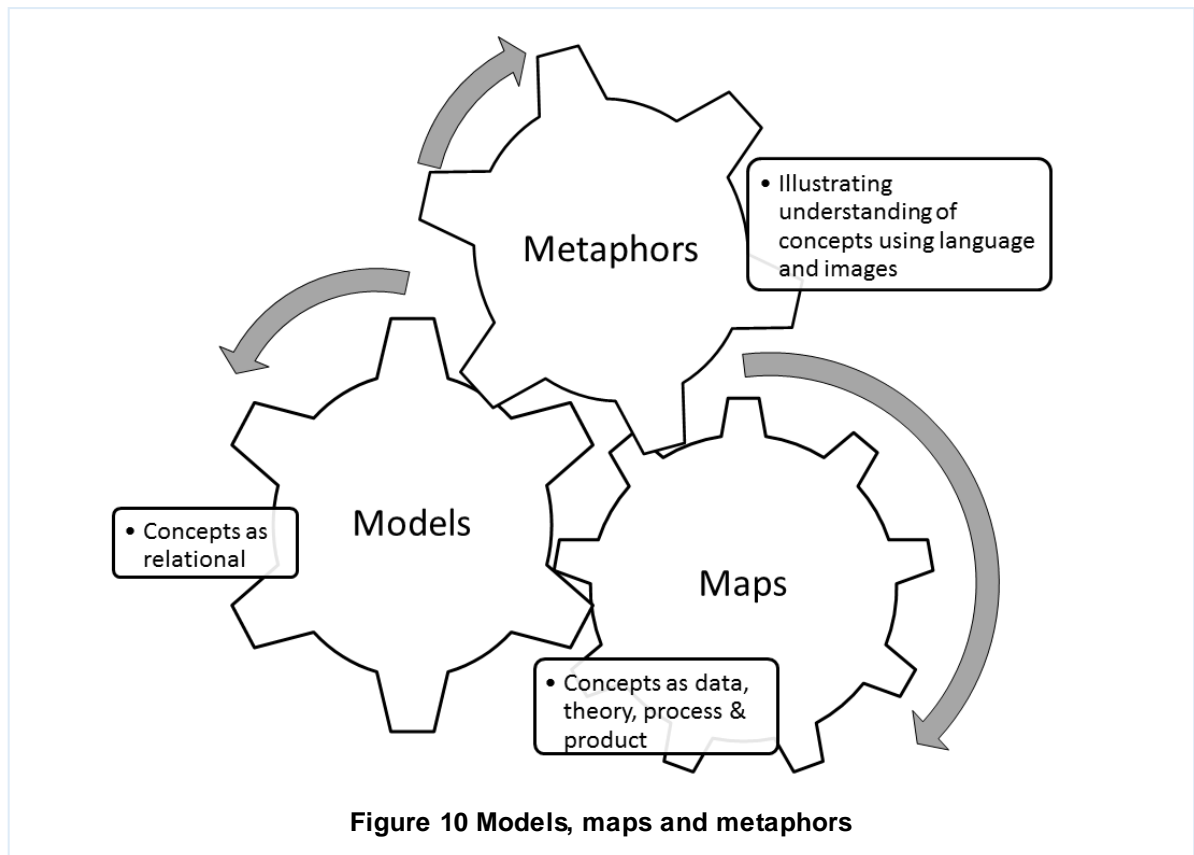 Metaphors
• Illustrating
understanding of
concepts using language
and images
Models
• Concepts as
relational
Maps
• Concepts as data,
theory, process &
product
Figure 10 Models, maps and metaphors